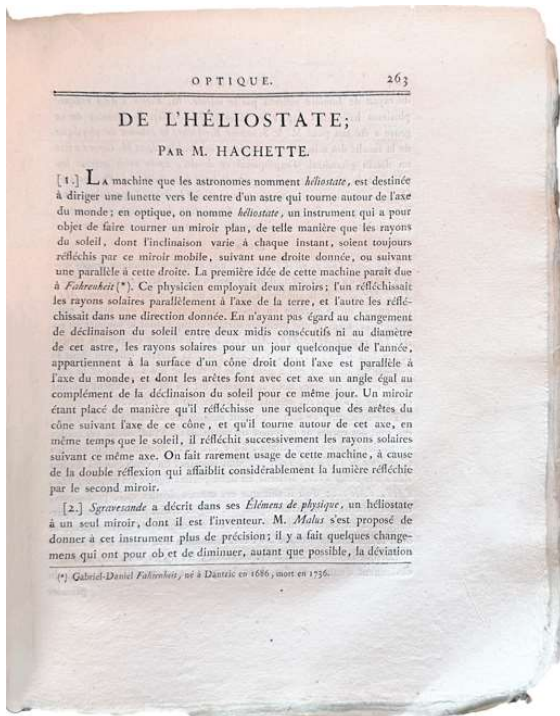 OPTIQUE. 263
DE L'HÉLIOSTATE;
PAR M. HACHETTE.
[1.] LA machine que les astronomes nomment héliostate, est destinée
à diriger une lunette vers le centre d'un astre qui tourne autour de l'axe
du monde; en optique, on nomme héliostate, un instrument qui a pour
objet de faire tourner un miroir plan, de telle manière que les rayons
du soleil, dont l'inclinaison varie à chaque instant, soient toujours
réfléchis par ce miroir mobile, suivant une droite donnée, ou suivant
une parallèle à cette droite. La première idée de cette machine paraît due
à Fahrenheit (*). Ce physicien employait deux miroirs; l'un réfléchissait
les rayons solaires parallèlement à l'axe de la terre, et l'autre les réflé-
chissait dans une direction donnée. En n'ayant pas égard au changement
de déclinaison du soleil entre deux midis consécutifs ni au diamètre
de cet astre, les rayons solaires pour un jour quelconque de l'année,
appartiennent à la surface d'un cône droit dont l'axe est parallèle à
l'axe du monde, et dont les arêtes font avec cet axe un angle égal au
complément de la déclinaison du soleil pour ce même jour. Un miroir
étant placé de manière qu'il réfléchisse une quelconque des arêtes du
cône suivant l'axe de ce cône, et qu'il tourne autour de cet axe, en
même temps que le soleil, il réfléchit successivement les rayons solaires
suivant ce même axe. On fait rarement usage de cette machine, à cause
de la double réflexion qui affaiblit considérablement la lumière réfléchie
par le second miroir.
[2.] Sgravesande a décrit dans ses Élémens de physique, un héliostate
à un seul miroir, dont il est l'inventeur. M. Malus s'est proposé de
donner à cet instrument plus de précision; il y a fait quelques change-
mens qui ont pour ob et de diminuer, autant que possible, la déviation
(*) Gabriel-Daniel Fahrenheit, né à Dantzic en 1686, mort en 1736.